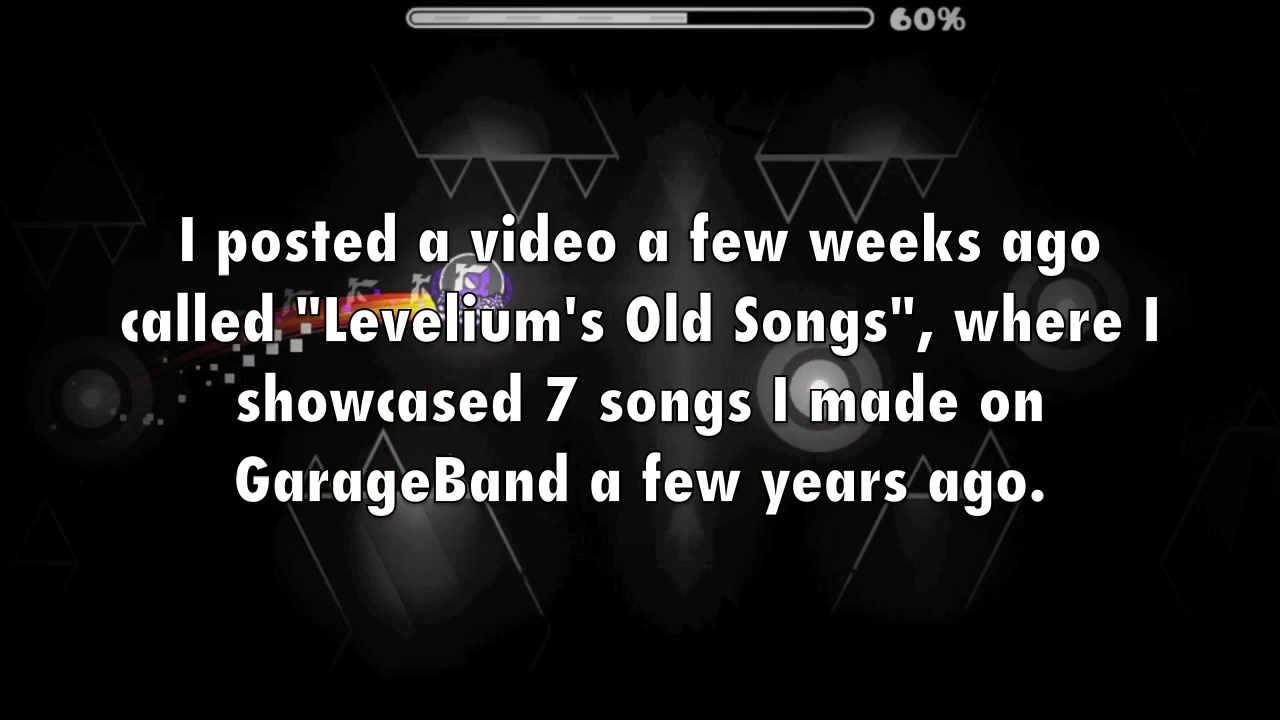 60%
I posted a video a few weeks ago
called "Levelium's Old Songs", where I
showcased 7 songs I made on
GarageBand a few years ago.